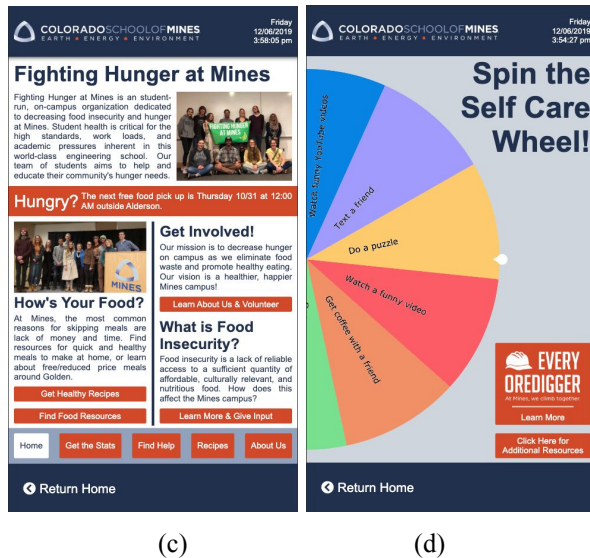 COLORADOSCHOOLOFMINES
EARTH • ENERGY • ENVIRONMENT
Friday
12/06/2019
3:58:05 pm
Fighting Hunger at Mines
Fighting Hunger at Mines is an student-
run, on-campus organization dedicated
to decreasing food insecurity and hunger
at Mines. Student health is critical for the
high standards, work loads, and
academic pressures inherent in this
world-class engineering school. Our
team of students aims to help and
educate their community's hunger needs.
FIGHTING HUNGER
AT MINES
Hungry? The next free food pick up is Thursday 10/31 at 12:00
AM outside Alderson.
MINES
How's Your Food?
At Mines, the most common
reasons for skipping meals are
lack of money and time. Find
resources for quick and healthy
meals to make at home, or learn
about free/reduced price meals
around Golden.
Get Healthy Recipes
Find Food Resources
Get Involved!
Our mission is to decrease hunger
on campus as we eliminate food
waste and promote healthy eating.
Our vision is a healthier, happier
Mines campus!
Learn About Us & Volunteer
What is Food
Insecurity?
Food insecurity is a lack of reliable
access to a sufficient quantity of
affordable, culturally relevant, and
nutritious food. How does this
affect the Mines campus?
Learn More & Give Input
Home
Get the Stats
Find Help
Recipes
About Us
Return Home
(c)
COLORADOSCHOOLOFMINES
EARTH • ENERGY • ENVIRONMENT
Friday
12/06/2019
3:54:27 pm
Spin the
Self Care
Wheel!
Watch funny YouTube videos
Text a friend
Do a puzzle
Watch a funny video
Get coffee with a friend
EVERY
OREDIGGER
At Mines, we climb together.
Learn More
Click Here for
Additional Resources
Return Home
(d)